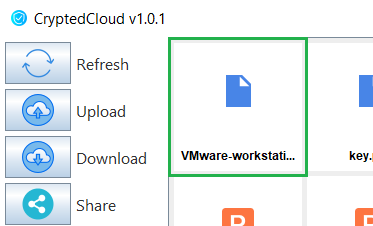 CryptedCloud v1.0.1
Refresh
Upload
Download
Share
VMware-workstati...
key.p
P
P